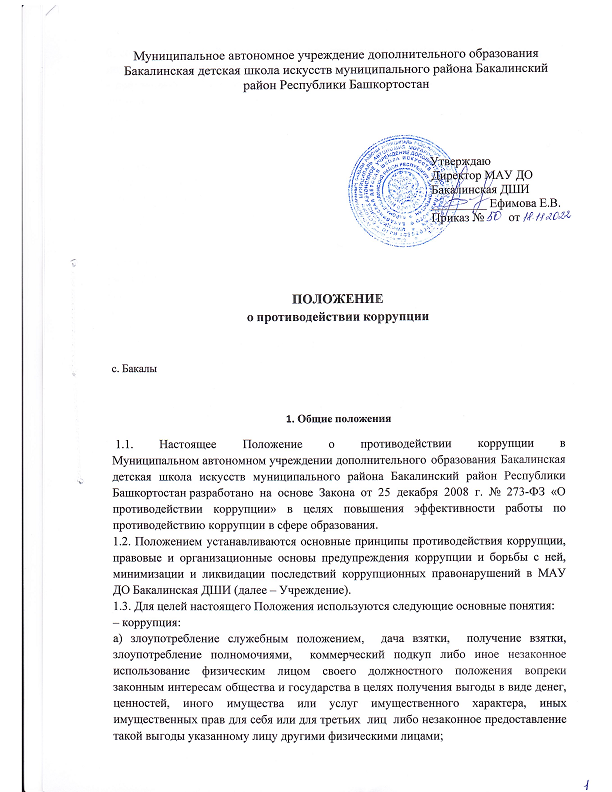 Муниципальное автономное учреждение дополнительного образования
Бакалинская детская школа искусств муниципального района Бакалинский
район Республики Башкортостан
Утверждаю
Директор МАУ ДО
Бакалинская ДШИ
Ефимова Е.В.
Приказ № 50 от 18.11.2022
ПОЛОЖЕНИЕ
о противодействии коррупции
с. Бакалы
1. Общие положения
1.1. Настоящее Положение о противодействии коррупции в
Муниципальном автономном учреждении дополнительного образования Бакалинская
детская школа искусств муниципального района Бакалинский район Республики
Башкортостан разработано на основе Закона от 25 декабря 2008 г. № 273-ФЗ «О
противодействии коррупции» в целях повышения эффективности работы по
противодействию коррупции в сфере образования.
1.2. Положением устанавливаются основные принципы противодействия коррупции,
правовые и организационные основы предупреждения коррупции и борьбы с ней,
минимизации и ликвидации последствий коррупционных правонарушений в МАУ
ДО Бакалинская ДШИ (далее – Учреждение).
1.3. Для целей настоящего Положения используются следующие основные понятия:
– коррупция:
а) злоупотребление служебным положением, дача взятки, получение взятки,
злоупотребление полномочиями, коммерческий подкуп либо иное незаконное
использование физическим лицом своего должностного положения вопреки
законным интересам общества и государства в целях получения выгоды в виде денег,
ценностей, иного имущества или услуг имущественного характера, иных
имущественных прав для себя или для третьих лиц либо незаконное предоставление
такой выгоды указанному лицу другими физическими лицами;
1